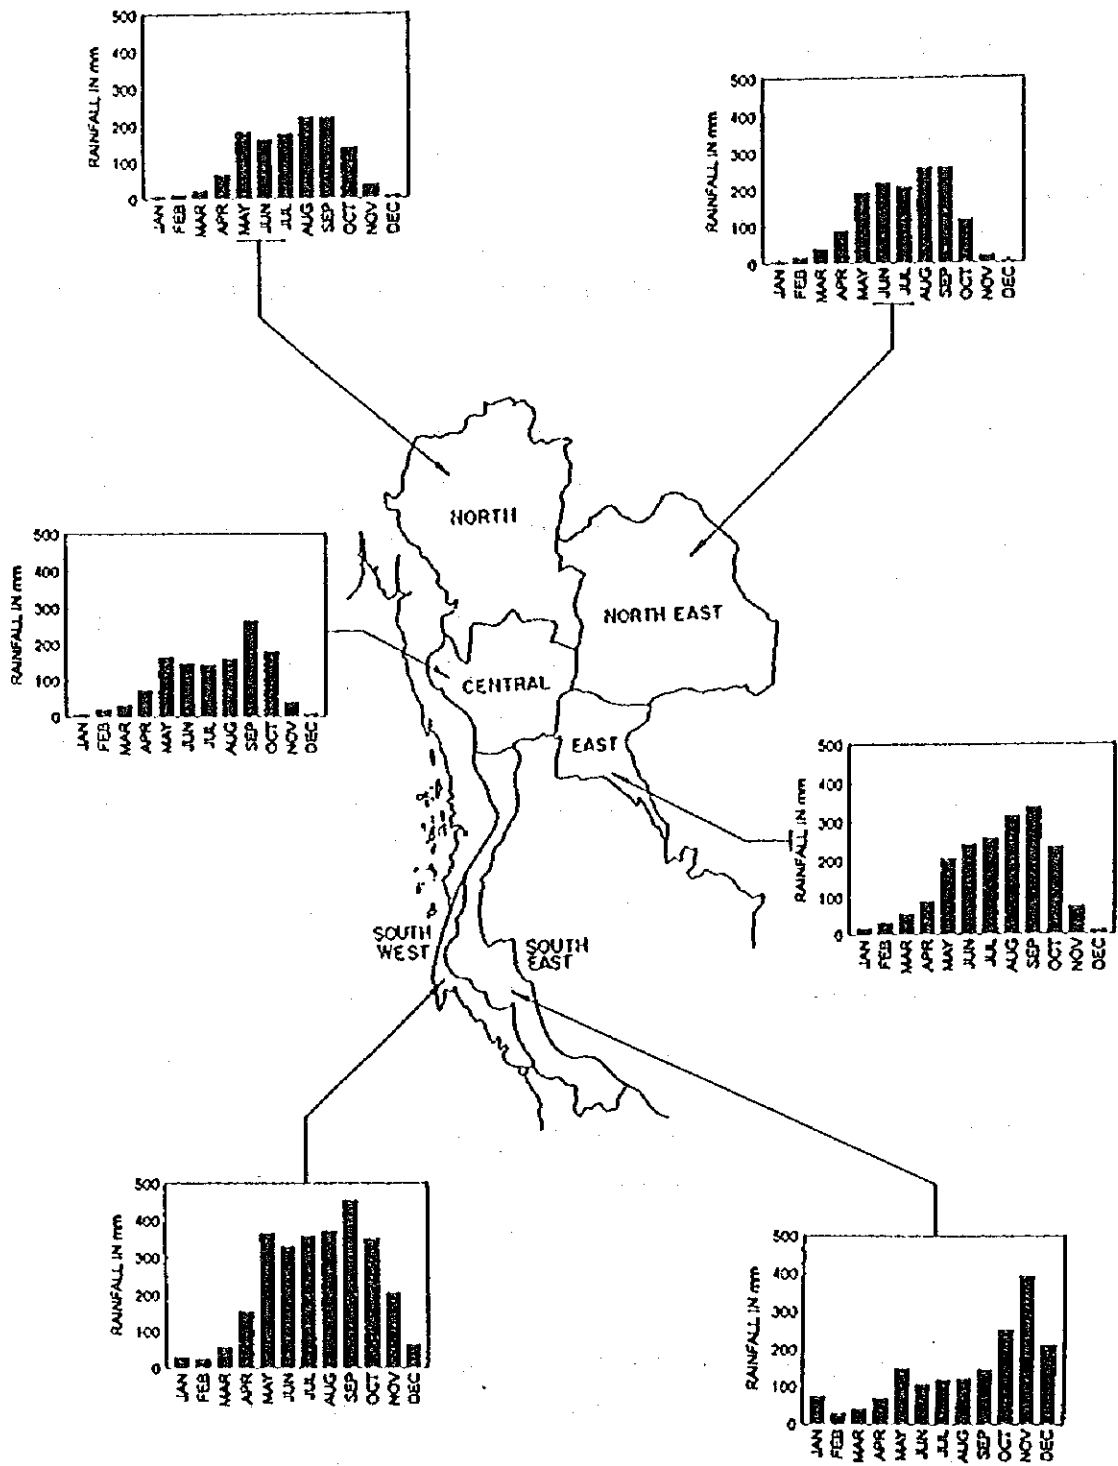 500
400
300
200
100
0
RAINFALL IN mm
JAN
FEB
MAR
APR
MAY
JUN
JUL
AUG
SEP
OCT
NOV
DEC
500
400
300
200
100
0
RAINFALL IN mm
JAN
FEB
MAR
APR
MAY
JUN
JUL
AUG
SEP
OCT
NOV
DEC
NORTH
NORTH EAST
500
400
300
200
100
0
RAINFALL IN mm
JAN
FEB
MAR
APR
MAY
JUN
JUL
AUG
SEP
OCT
NOV
DEC
CENTRAL
EAST
500
400
300
200
100
0
RAINFALL IN mm
JAN
FEB
MAR
APR
MAY
JUN
JUL
AUG
SEP
OCT
NOV
DEC
SOUTH
WEST
SOUTH
EAST
500
400
300
200
100
0
RAINFALL IN mm
JAN
FEB
MAR
APR
MAY
JUN
JUL
AUG
SEP
OCT
NOV
DEC
500
400
300
200
100
0
RAINFALL IN mm
JAN
FEB
MAR
APR
MAY
JUN
JUL
AUG
SEP
OCT
NOV
DEC